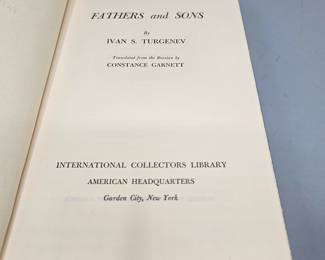 FATHERS and SONS
By
IVAN S. TURGENEV
Translated from the Russian by
CONSTANCE GARNETT
INTERNATIONAL COLLECTORS LIBRARY
AMERICAN HEADQUARTERS
Garden City, New York